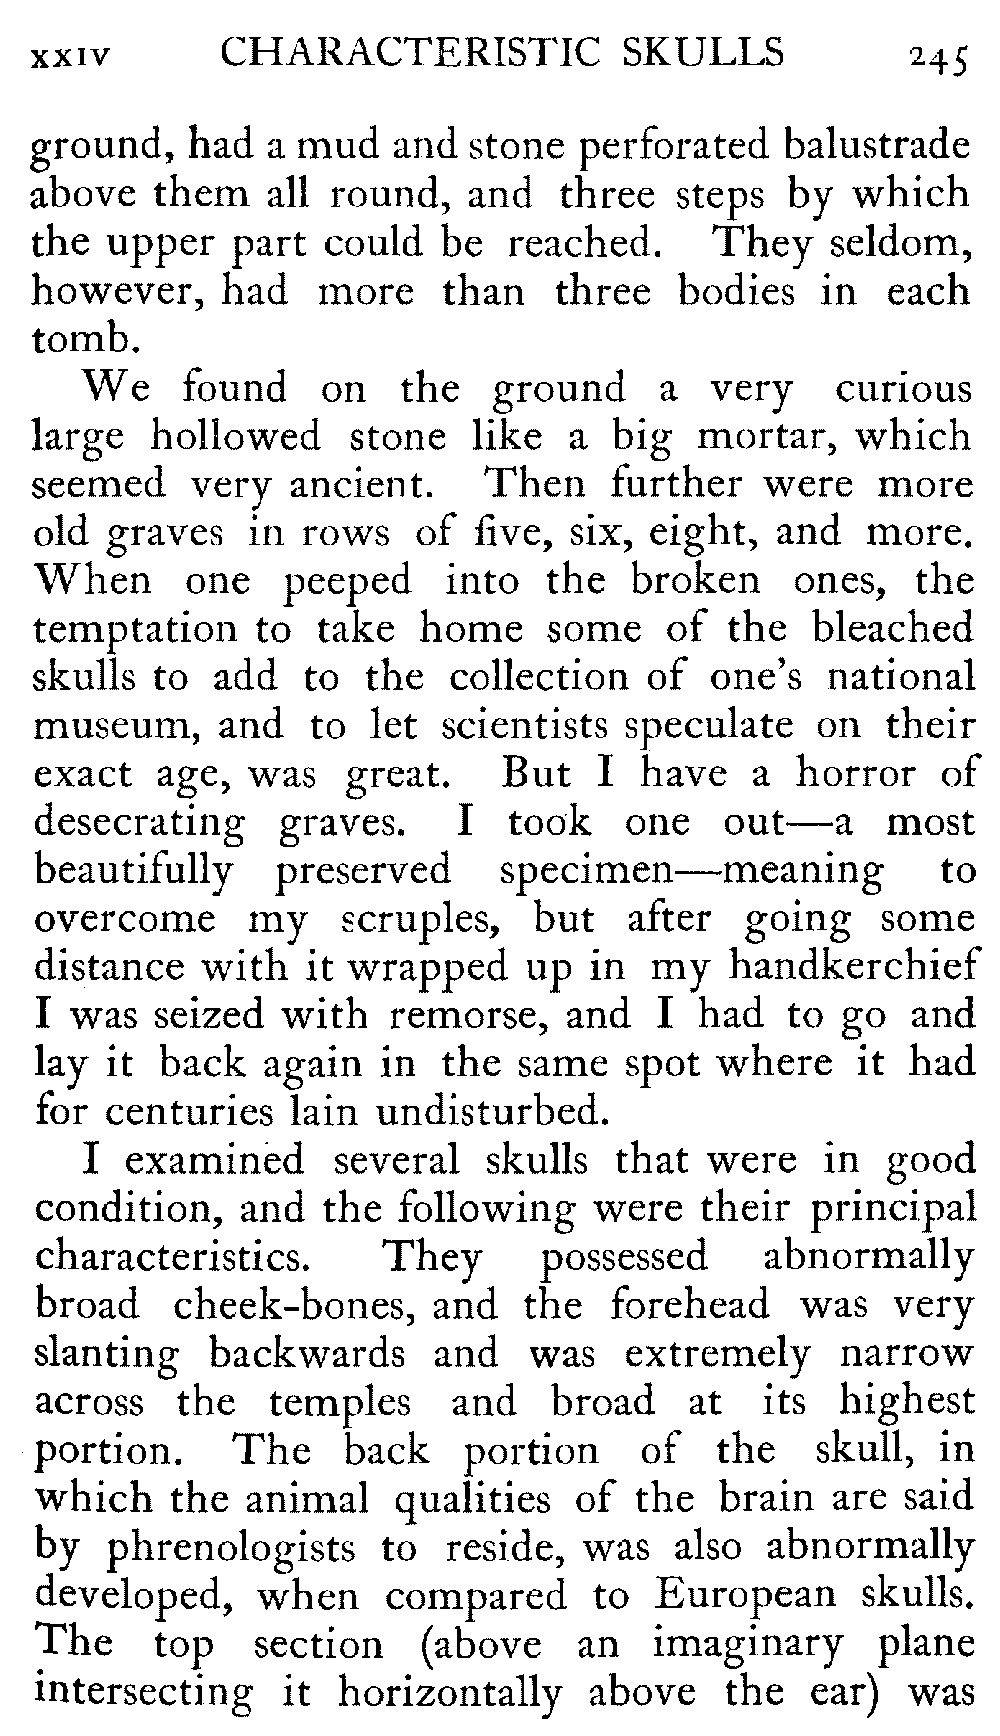 XXIV CHARACTERISTIC SKULLS 245
ground, had a mud and stone perforated balustrade
above them all round, and three steps by which
the upper part could be reached. They seldom,
however, had more than three bodies in each
tomb.
We found on the ground a very curious
large hollowed stone like a big mortar, which
seemed very ancient. Then further were more
old graves in rows of five, six, eight, and more.
When one peeped into the broken ones, the
temptation to take home some of the bleached
skulls to add to the collection of one's national
museum, and to let scientists speculate on their
exact age, was great. But I have a horror of
desecrating graves. I took one out—a most
beautifully preserved specimen—meaning to
overcome my scruples, but after going some
distance with it wrapped up in my handkerchief
I was seized with remorse, and I had to go and
lay it back again in the same spot where it had
for centuries lain undisturbed.
I examined several skulls that were in good
condition, and the following were their principal
characteristics. They possessed abnormally
broad cheek-bones, and the forehead was very
slanting backwards and was extremely narrow
across the temples and broad at its highest
portion. The back portion of the skull, in
which the animal qualities of the brain are said
by phrenologists to reside, was also abnormally
developed, when compared to European skulls.
The top section (above an imaginary plane
intersecting it horizontally above the ear) was